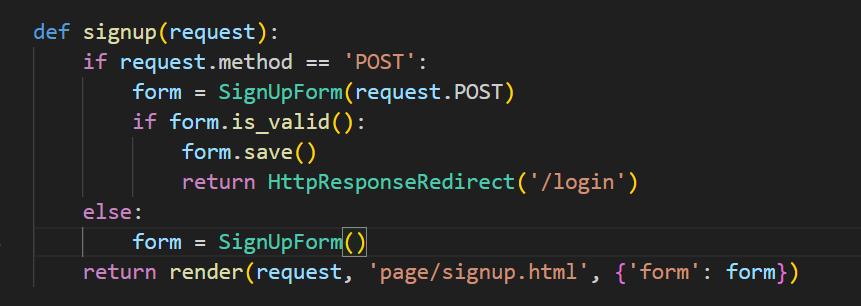 def signup(request):
    if request.method == 'POST':
        form = SignUpForm(request.POST)
        if form.is_valid():
            form.save()
            return HttpResponseRedirect('/login')
    else:
        form = SignUpForm()
    return render(request, 'page/signup.html', {'form': form})